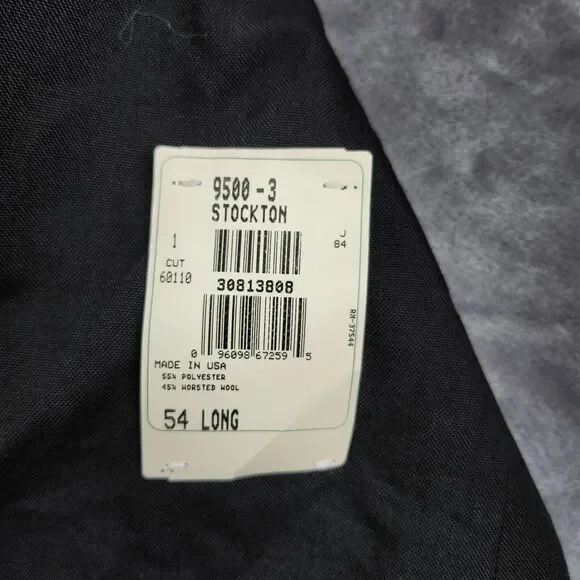 9500-3
STOCKTON
1
J
84
CUT
60110
30813808
RN-37544
0 96098 67259 5
MADE IN USA
55% POLYESTER
45% WORSTED WOOL
54 LONG